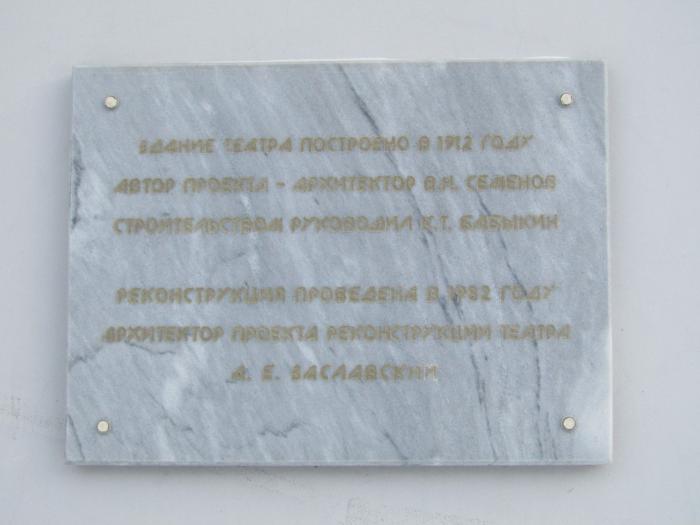 ЗДАНИЕ ТЕАТРА ПОСТРОЕНО В 1912 ГОДУ
АВТОР ПРОЕКТА - АРХИТЕКТОР В.Н. СЕМЕНОВ
СТРОИТЕЛЬСТВОМ РУКОВОДИЛ К.Т. БАБЫКИН
РЕКОНСТРУКЦИЯ ПРОВЕДЕНА В 1982 ГОДУ
АРХИТЕКТОР ПРОЕКТА РЕКОНСТРУКЦИИ ТЕАТРА
А. Е. ЗАСЛАВСКИЙ